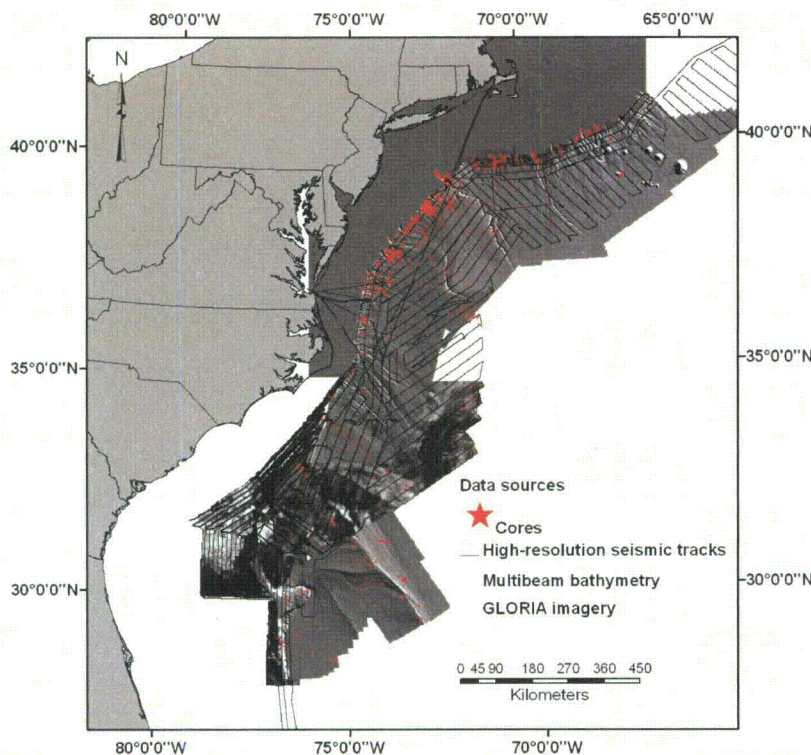 80°0'0"W 75°0'0"W 70°0'0"W 65°0'0"W
N
40°0'0"N 40°0'0"N
35°0'0"N 35°0'0"N
Data sources
Cores
High-resolution seismic tracks
30°0'0"N 30°0'0"N
Multibeam bathymetry
GLORIA imagery
0 45 90 180 270 360 450
Kilometers
80°0'0"W 75°0'0"W 70°0'0"W